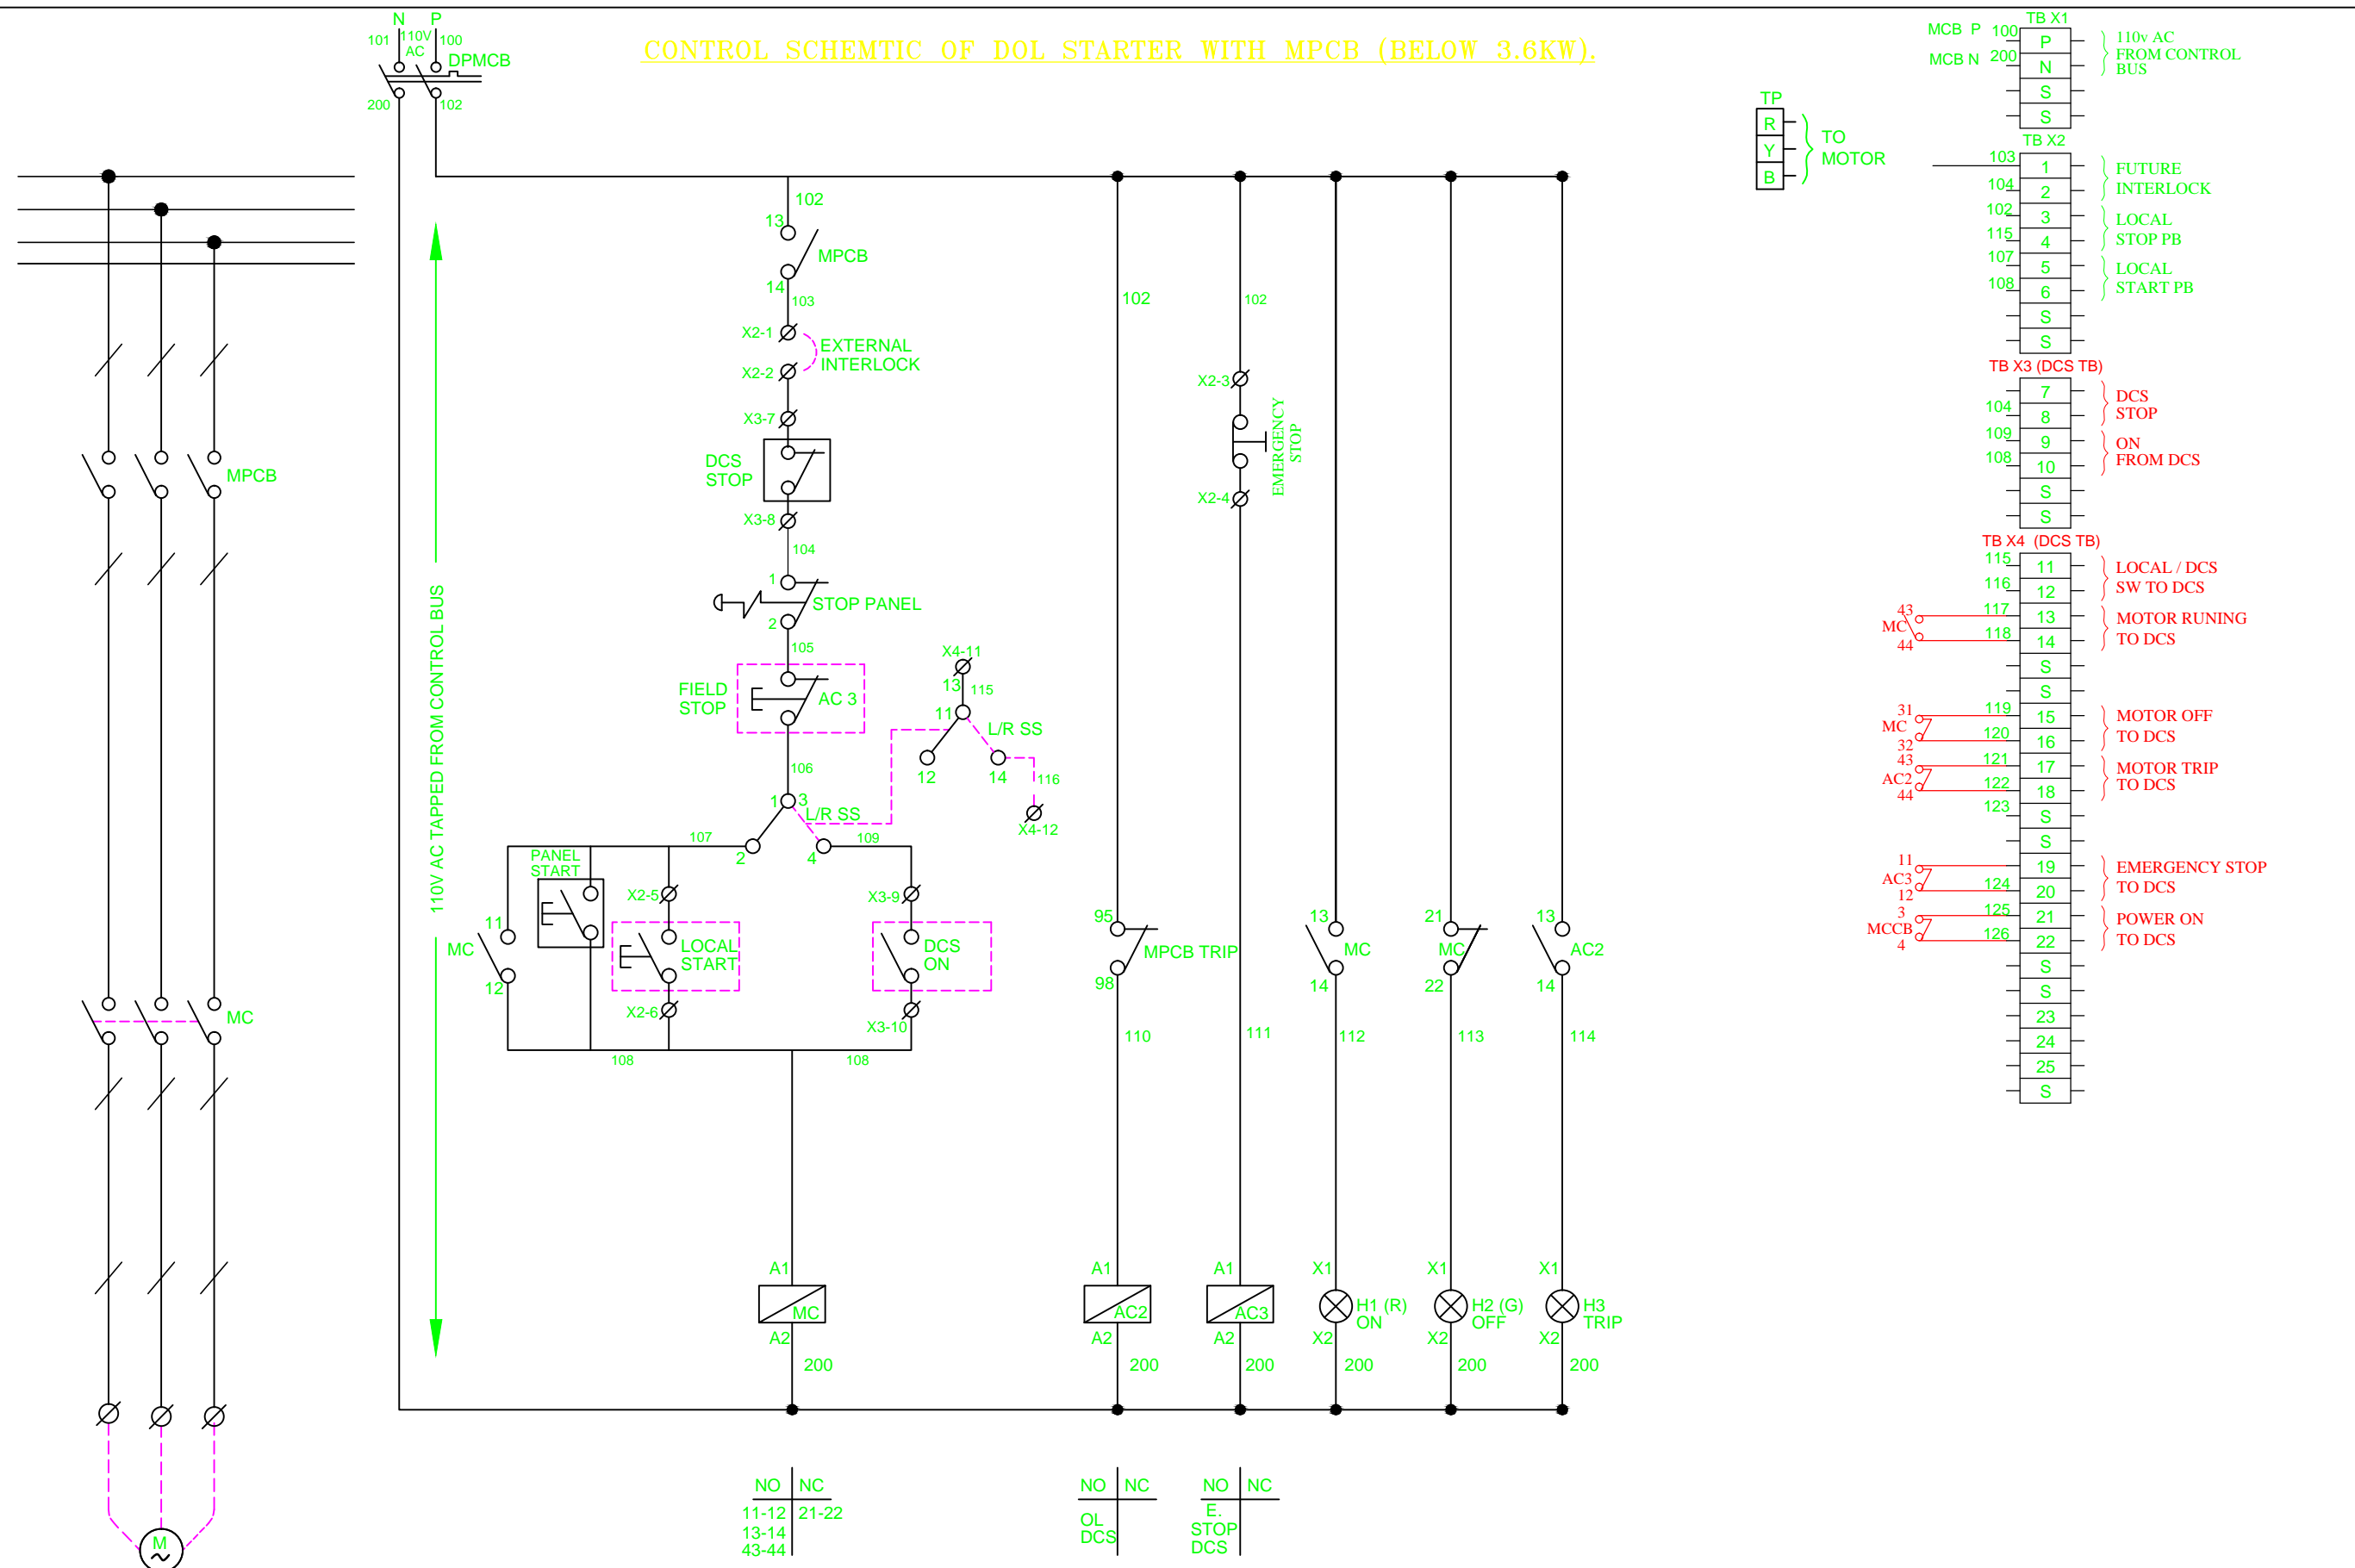 CONTROL SCHEMTIC OF DOL STARTER WITH MPCB (BELOW 3.6KW).
N P
101 110V 100
AC
DPMCB
200 102
110V AC TAPPED FROM CONTROL BUS
MPCB
MC
M
102
13
MPCB
14
103
X2-1
EXTERNAL
INTERLOCK
X2-2
X3-7
DCS
STOP
X3-8
104
1
STOP PANEL
2
105
FIELD
STOP
AC 3
106
1 3
L/R SS
107
2
4
109
X4-11
13
115
11
L/R SS
12
14
116
X4-12
PANEL
START
11
MC
12
X2-5
LOCAL
START
X2-6
X3-9
DCS
ON
X3-10
108
108
A1
MC
A2
200
102
95
MPCB TRIP
98
110
A1
AC2
A2
200
102
X2-3
EMERGENCY
STOP
X2-4
111
A1
AC3
A2
200
13
MC
14
112
X1
H1 (R)
ON
X2
200
21
MC
22
113
X1
H2 (G)
OFF
X2
200
13
AC2
14
114
X1
H3
TRIP
X2
200
NO NC
11-12 21-22
13-14
43-44
NO NC
OL
DCS
NO NC
E.
STOP
DCS
TP
R
Y
B
TO
MOTOR
TB X1
MCB P 100 P
MCB N 200 N
S
S
110v AC
FROM CONTROL
BUS
TB X2
103 1
104 2
FUTURE
INTERLOCK
102 3
115 4
LOCAL
STOP PB
107 5
108 6
LOCAL
START PB
S
S
TB X3 (DCS TB)
7
104 8
DCS
STOP
109 9
108 10
ON
FROM DCS
S
S
TB X4 (DCS TB)
115 11
116 12
LOCAL / DCS
SW TO DCS
43
MC
44
117 13
118 14
MOTOR RUNING
TO DCS
S
S
31
MC
32
119 15
120 16
MOTOR OFF
TO DCS
43
AC2
44
121 17
122 18
MOTOR TRIP
TO DCS
123 S
S
11
AC3
12
19
124 20
EMERGENCY STOP
TO DCS
3
MCCB
4
125 21
126 22
POWER ON
TO DCS
S
S
23
24
25
S